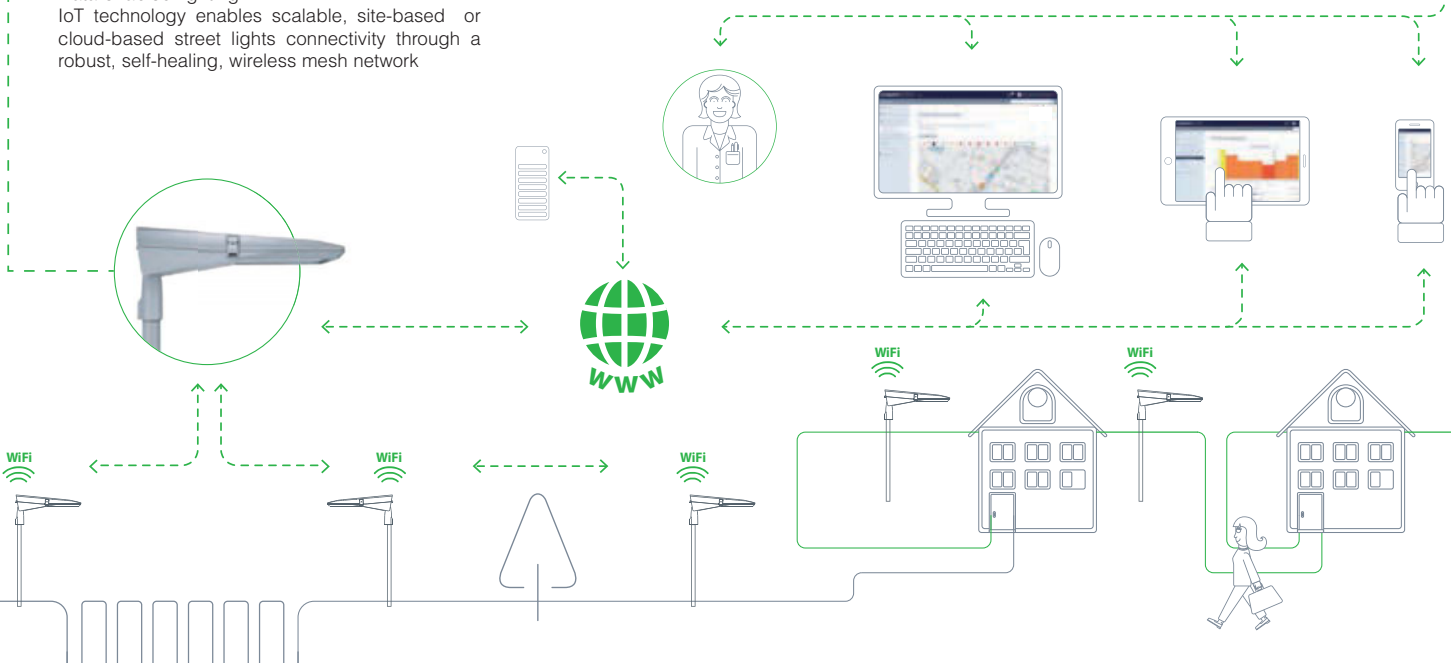 IoT technology enables scalable, site-based or
cloud-based street lights connectivity through a
robust, self-healing, wireless mesh network
www
WiFi
WiFi
WiFi
WiFi
WiFi